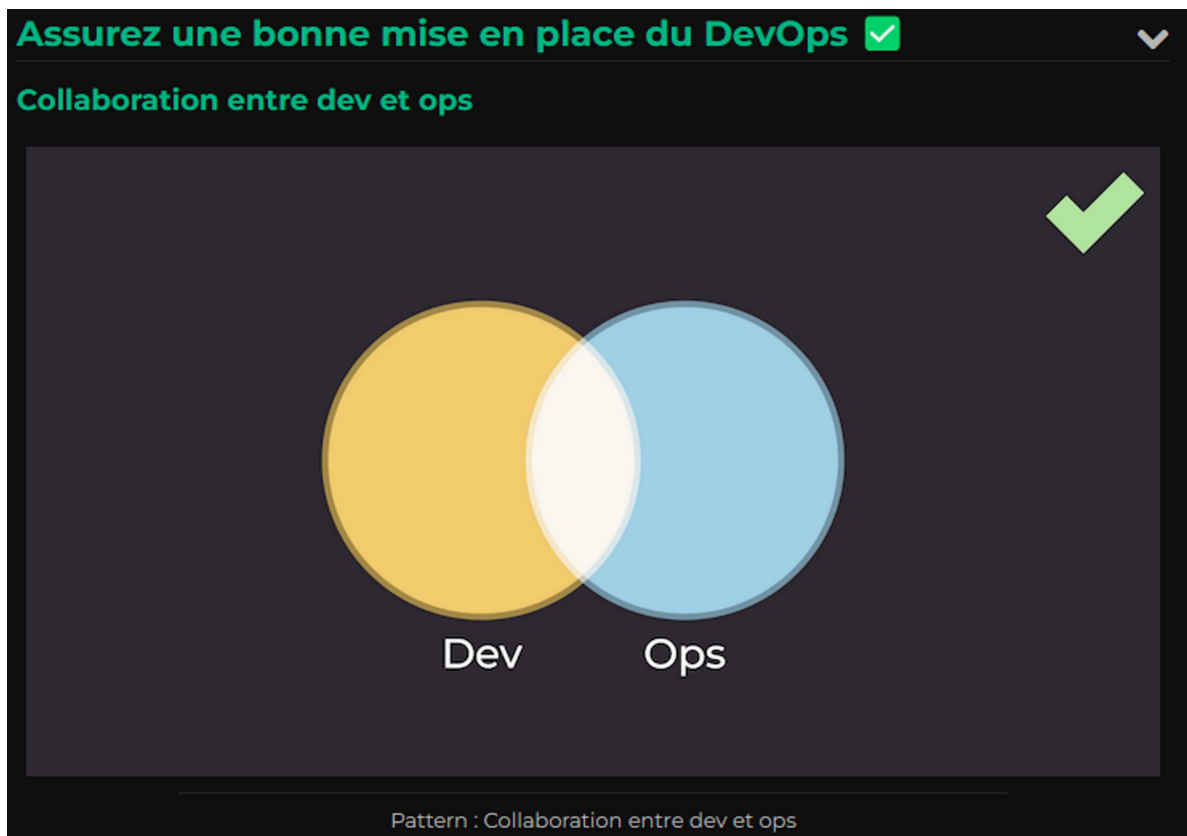 Assurez une bonne mise en place du DevOps ✅
Collaboration entre dev et ops
Dev
Ops
Pattern : Collaboration entre dev et ops